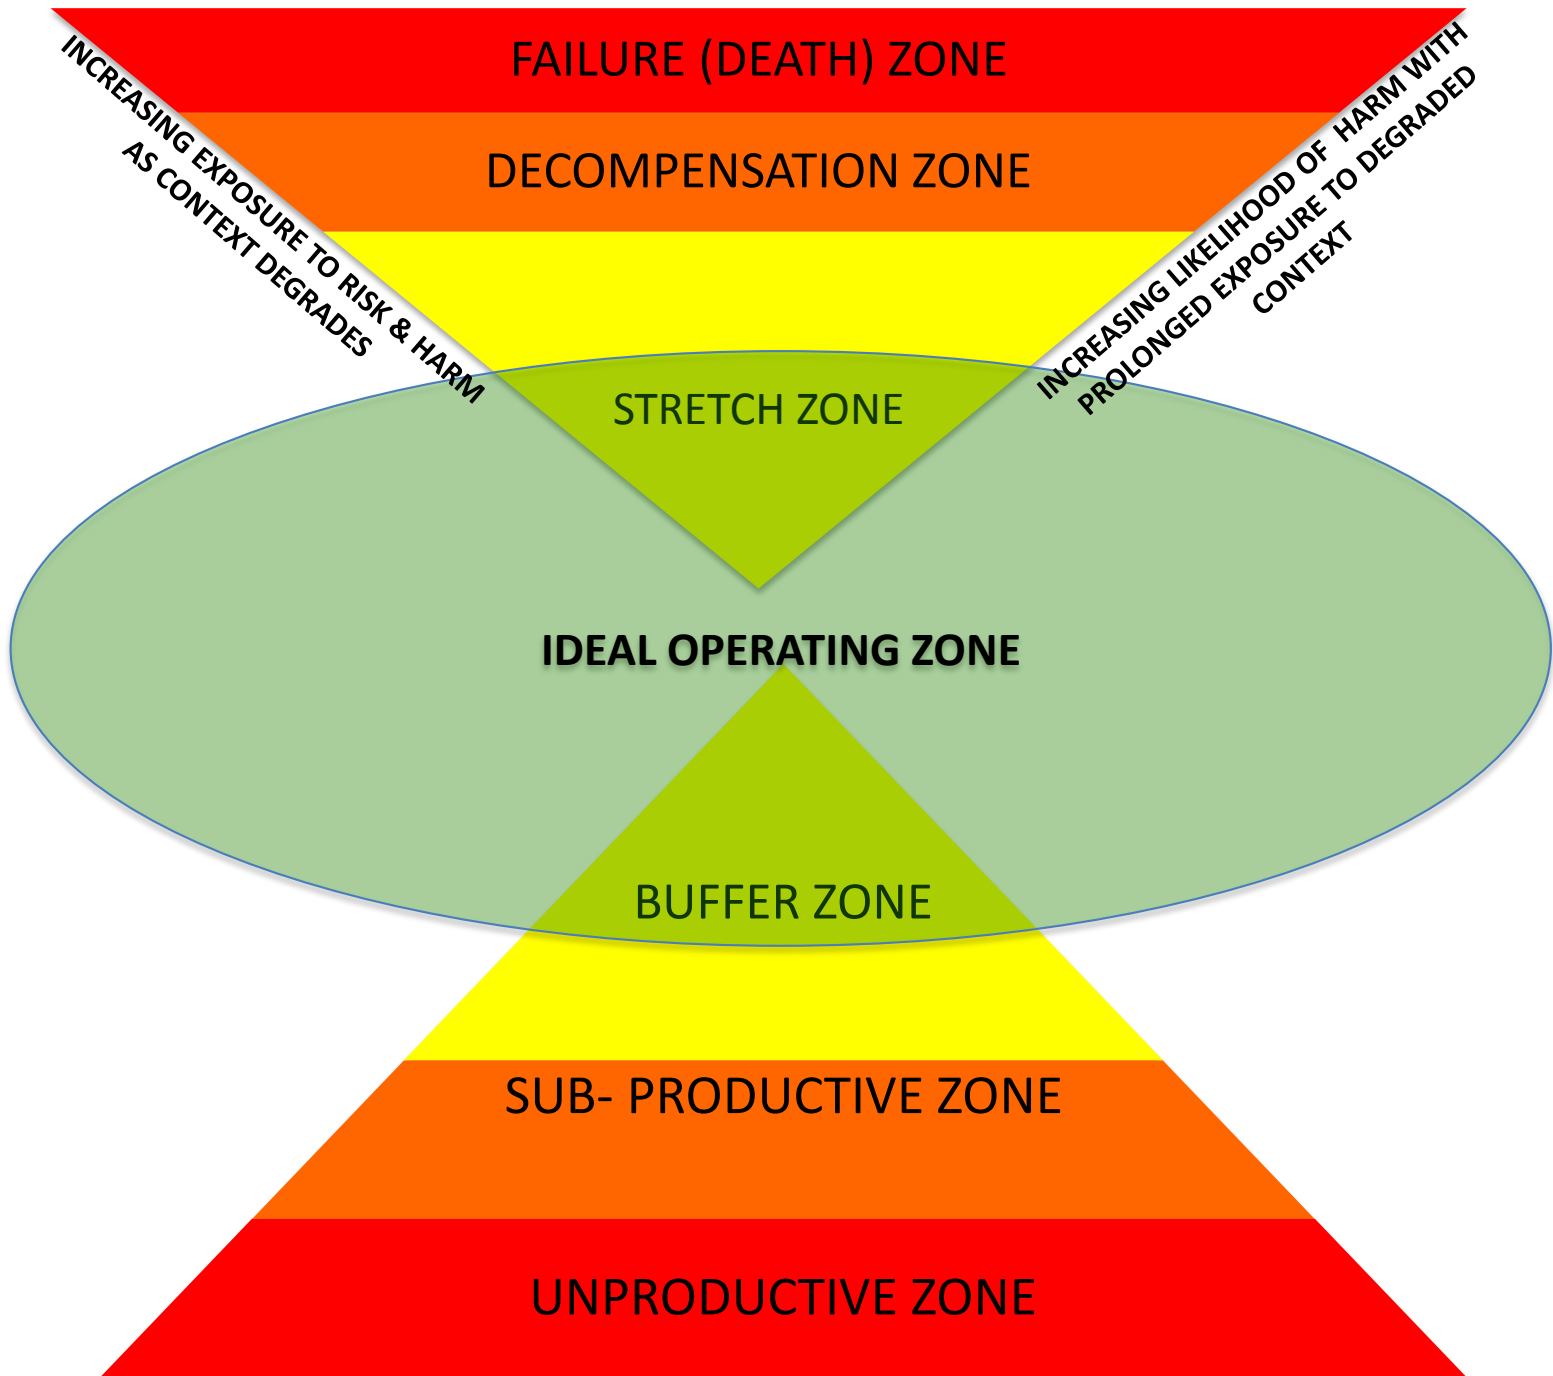 FAILURE (DEATH) ZONE
DECOMPENSATION ZONE
INCREASING EXPOSURE TO RISK & HARM
AS CONTEXT DEGRADES
INCREASING LIKELIHOOD OF HARM WITH
PROLONGED EXPOSURE TO DEGRADED
CONTEXT
STRETCH ZONE
IDEAL OPERATING ZONE
BUFFER ZONE
SUB- PRODUCTIVE ZONE
UNPRODUCTIVE ZONE